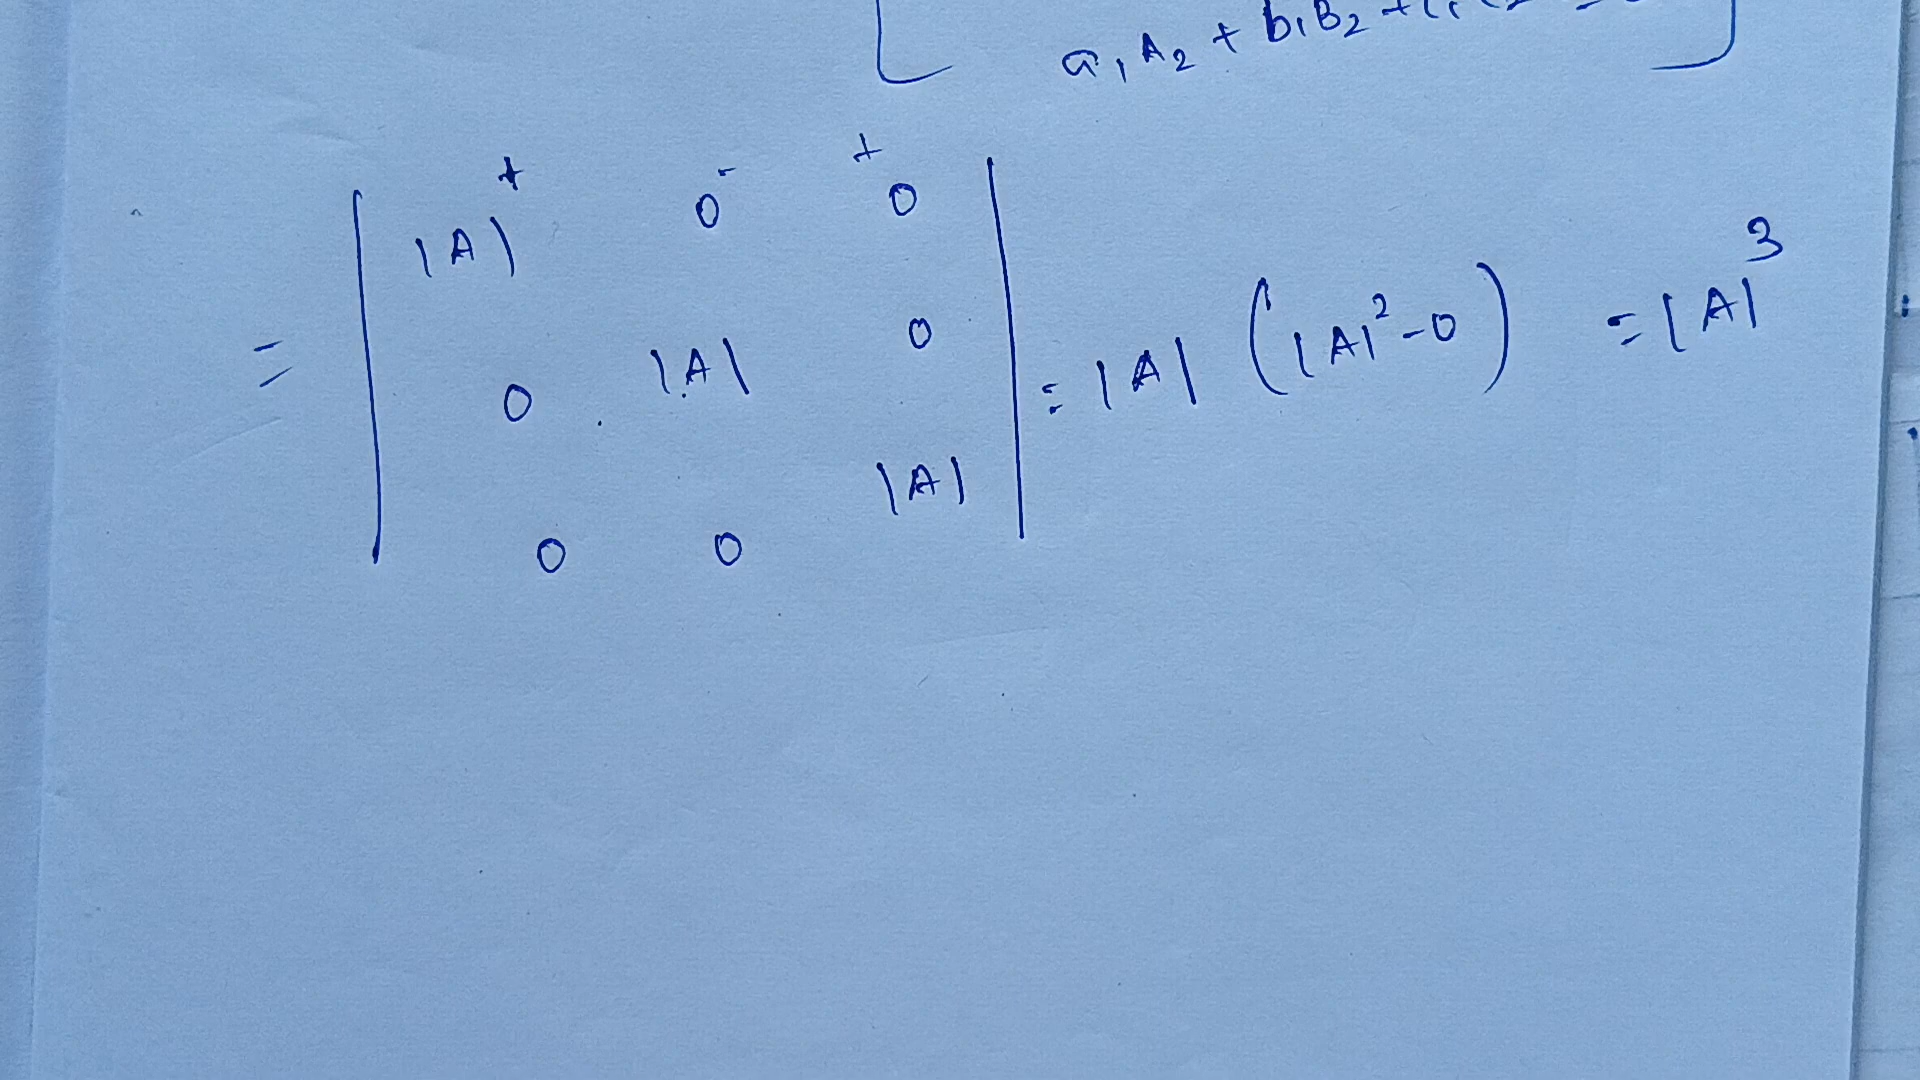 a₁A₂ + b₁B₂ +
+ - +
|A| 0 0
= 0 |A| 0 = |A| (|A|² - 0) = |A|³
0 0 |A|